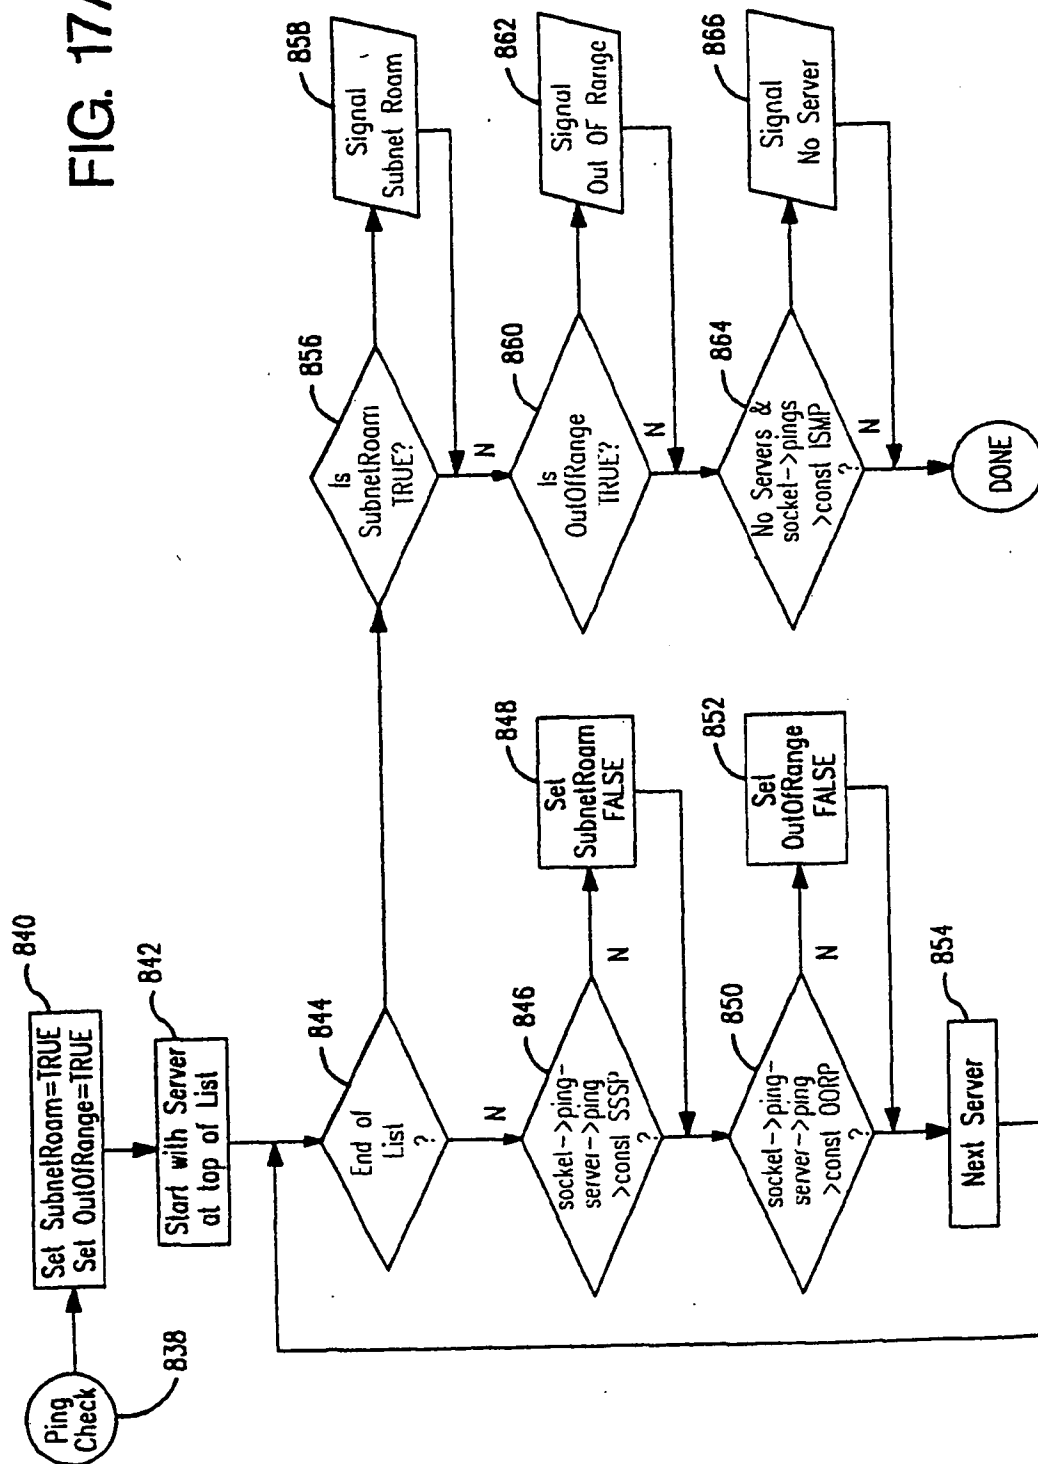 FIG. 17A
Ping
Check
838
Set SubnetRoam=TRUE
Set OutOfRange=TRUE
840
Start with Server
at top of List
842
End of
List
?
844
N
socket->ping-
server->ping
>const SSSP
?
846
N
Set
SubnetRoam
FALSE
848
socket->ping-
server->ping
>const OORP
?
850
N
Set
OutOfRange
FALSE
852
Next Server
854
Is
SubnetRoam
TRUE?
856
N
Signal
Subnet Roam
858
Is
OutOfRange
TRUE?
860
N
Signal
Out OF Range
862
No Servers &
socket->pings
>const ISMP
?
864
N
Signal
No Server
866
DONE